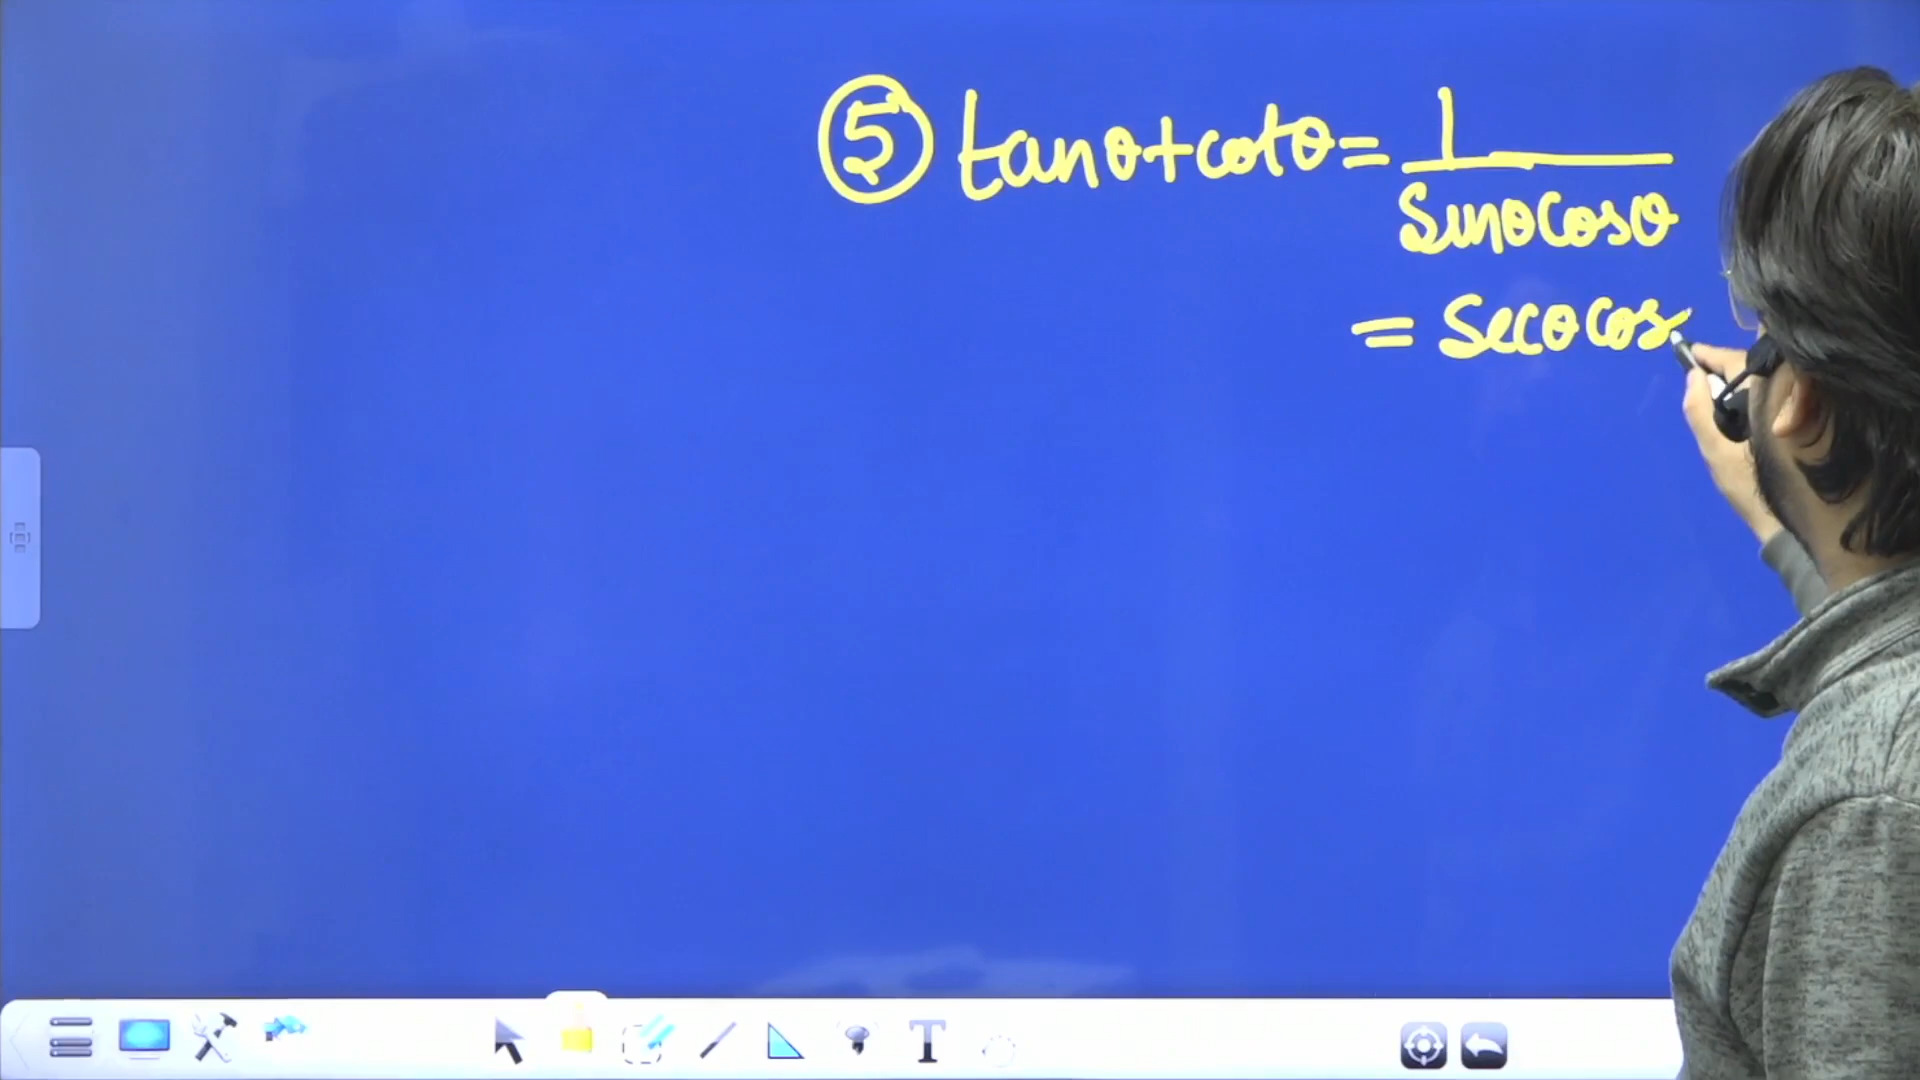 ⑤ tanθ+cotθ= 1/sinθcosθ
= secθcos
T